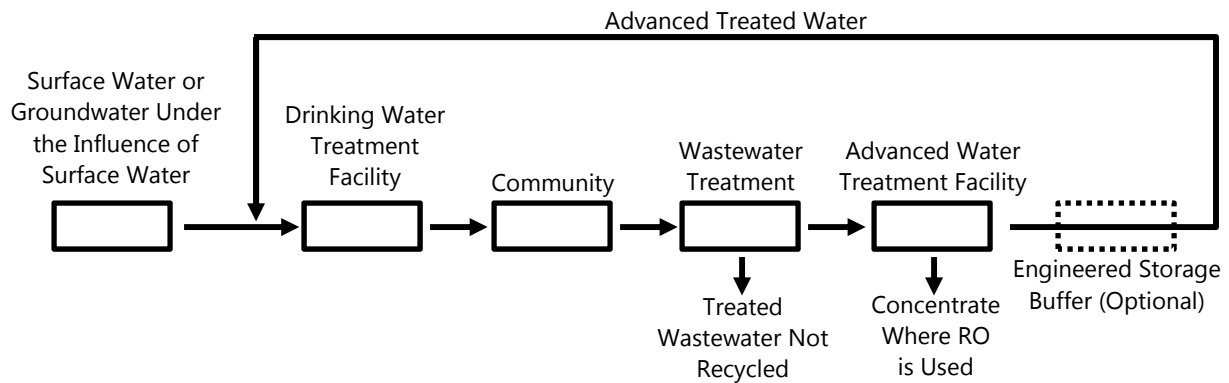 Advanced Treated Water
Surface Water or
Groundwater Under
the Influence of
Surface Water
Drinking Water
Treatment
Facility
Community
Wastewater
Treatment
Advanced Water
Treatment Facility
Engineered Storage
Buffer (Optional)
Treated
Wastewater Not
Recycled
Concentrate
Where RO
is Used